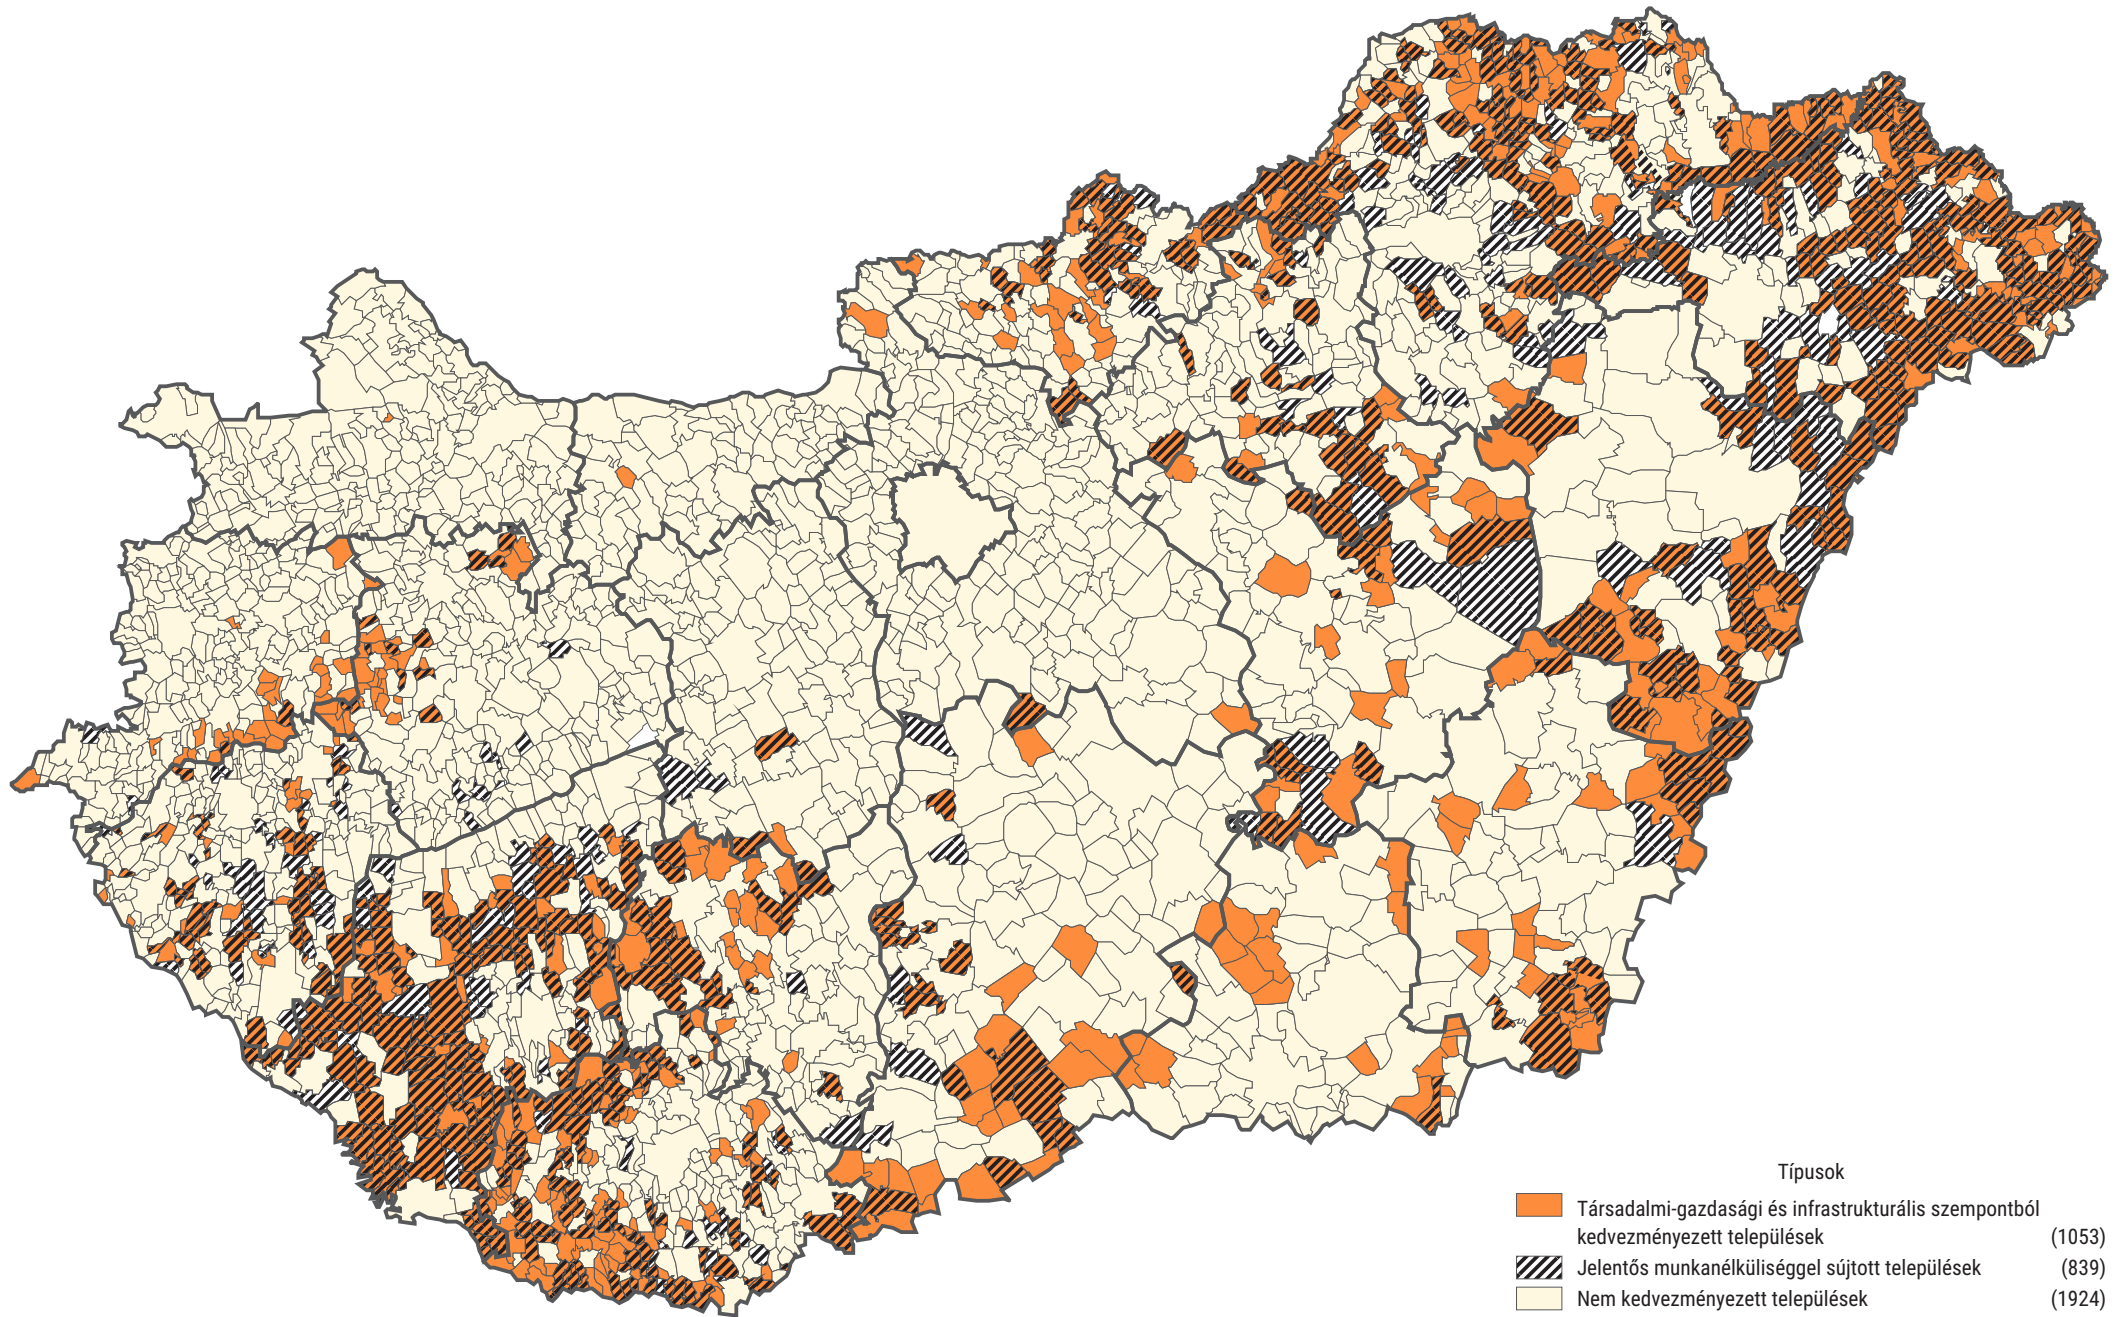 Típusok
Társadalmi-gazdasági és infrastrukturális szempontból
kedvezményezett települések (1053)
Jelentős munkanélküliséggel sújtott települések (839)
Nem kedvezményezett települések (1924)